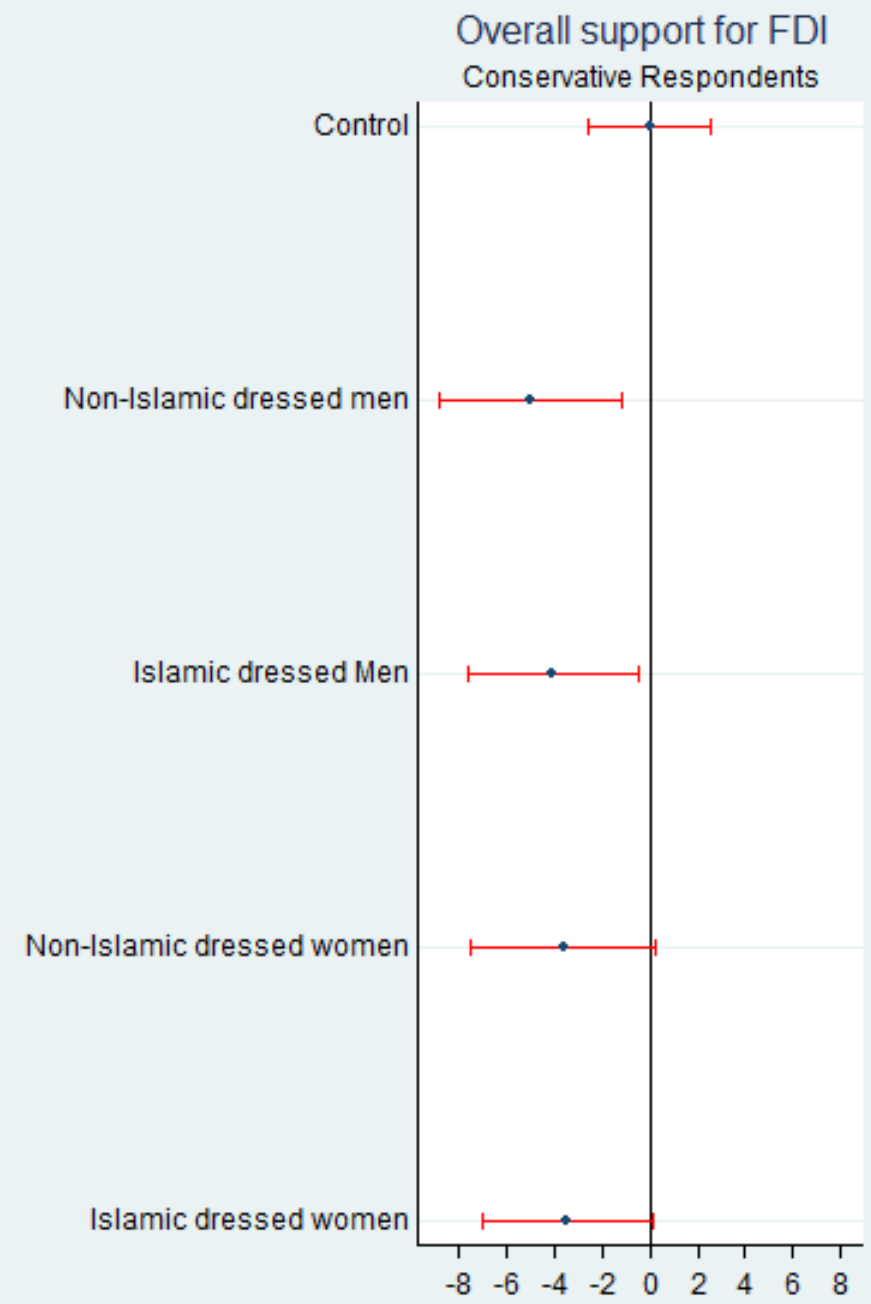 Overall support for FDI
Conservative Respondents
Control
Non-Islamic dressed men
Islamic dressed Men
Non-Islamic dressed women
Islamic dressed women
-8 -6 -4 -2 0 2 4 6 8